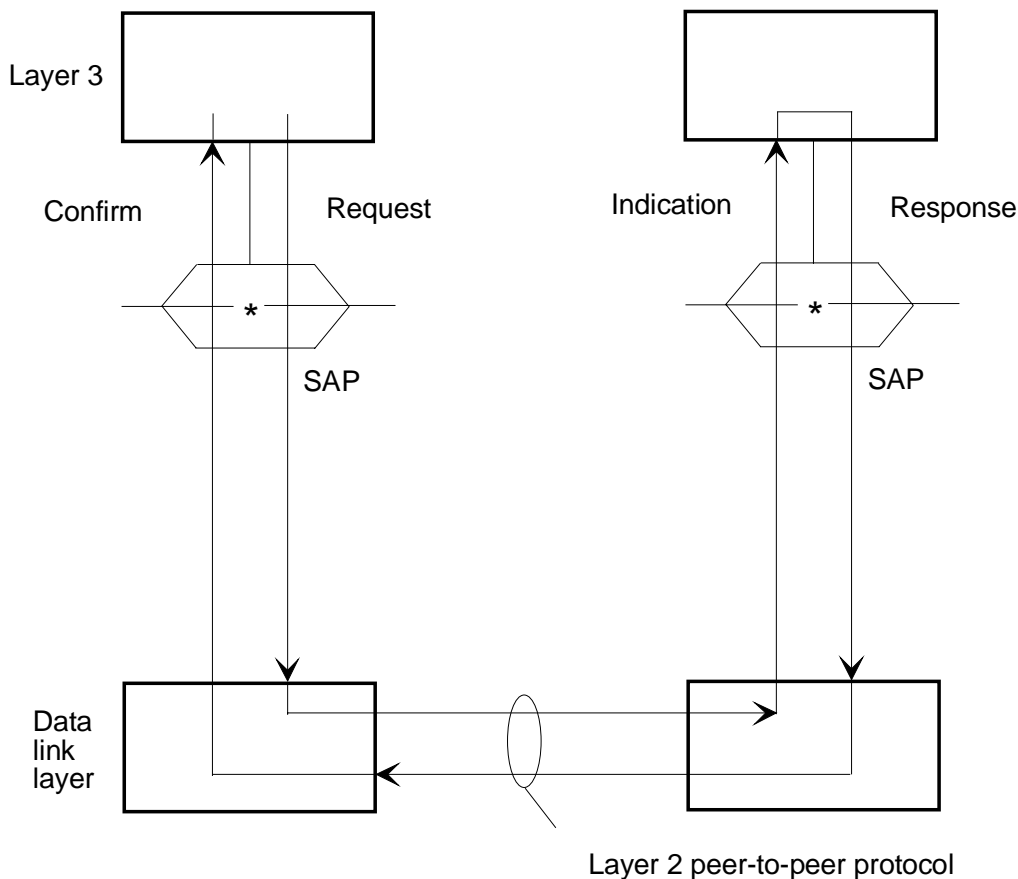 Layer 3
Confirm
Request
Indication
Response
*
*
SAP
SAP
Data
link
layer
Layer 2 peer-to-peer protocol